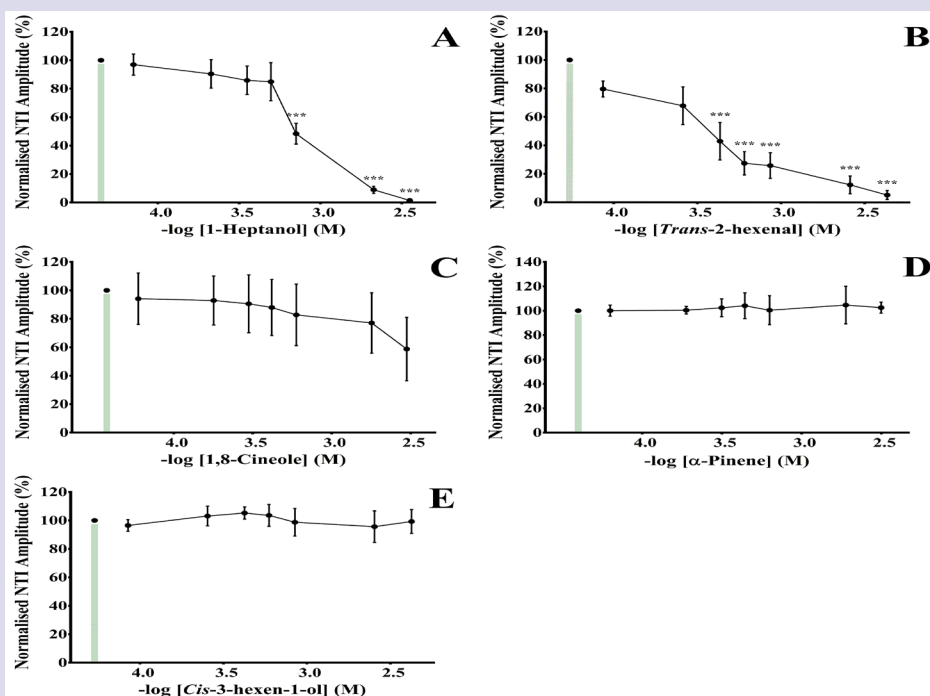 A
Normalised NTI Amplitude (%)
120
100
80
60
40
20
0
***
***
***
4.0 3.5 3.0 2.5
-log [1-Heptanol] (M)
B
Normalised NTI Amplitude (%)
120
100
80
60
40
20
0
***
***
***
***
***
4.0 3.5 3.0 2.5
-log [Trans-2-hexenal] (M)
C
Normalised NTI Amplitude (%)
120
100
80
60
40
20
0
4.0 3.5 3.0 2.5
-log [1,8-Cineole] (M)
D
Normalised NTI Amplitude (%)
140
120
100
80
60
40
20
0
4.0 3.5 3.0 2.5
-log [α-Pinene] (M)
E
Normalised NTI Amplitude (%)
120
100
80
60
40
20
0
4.0 3.5 3.0 2.5
-log [Cis-3-hexen-1-ol] (M)